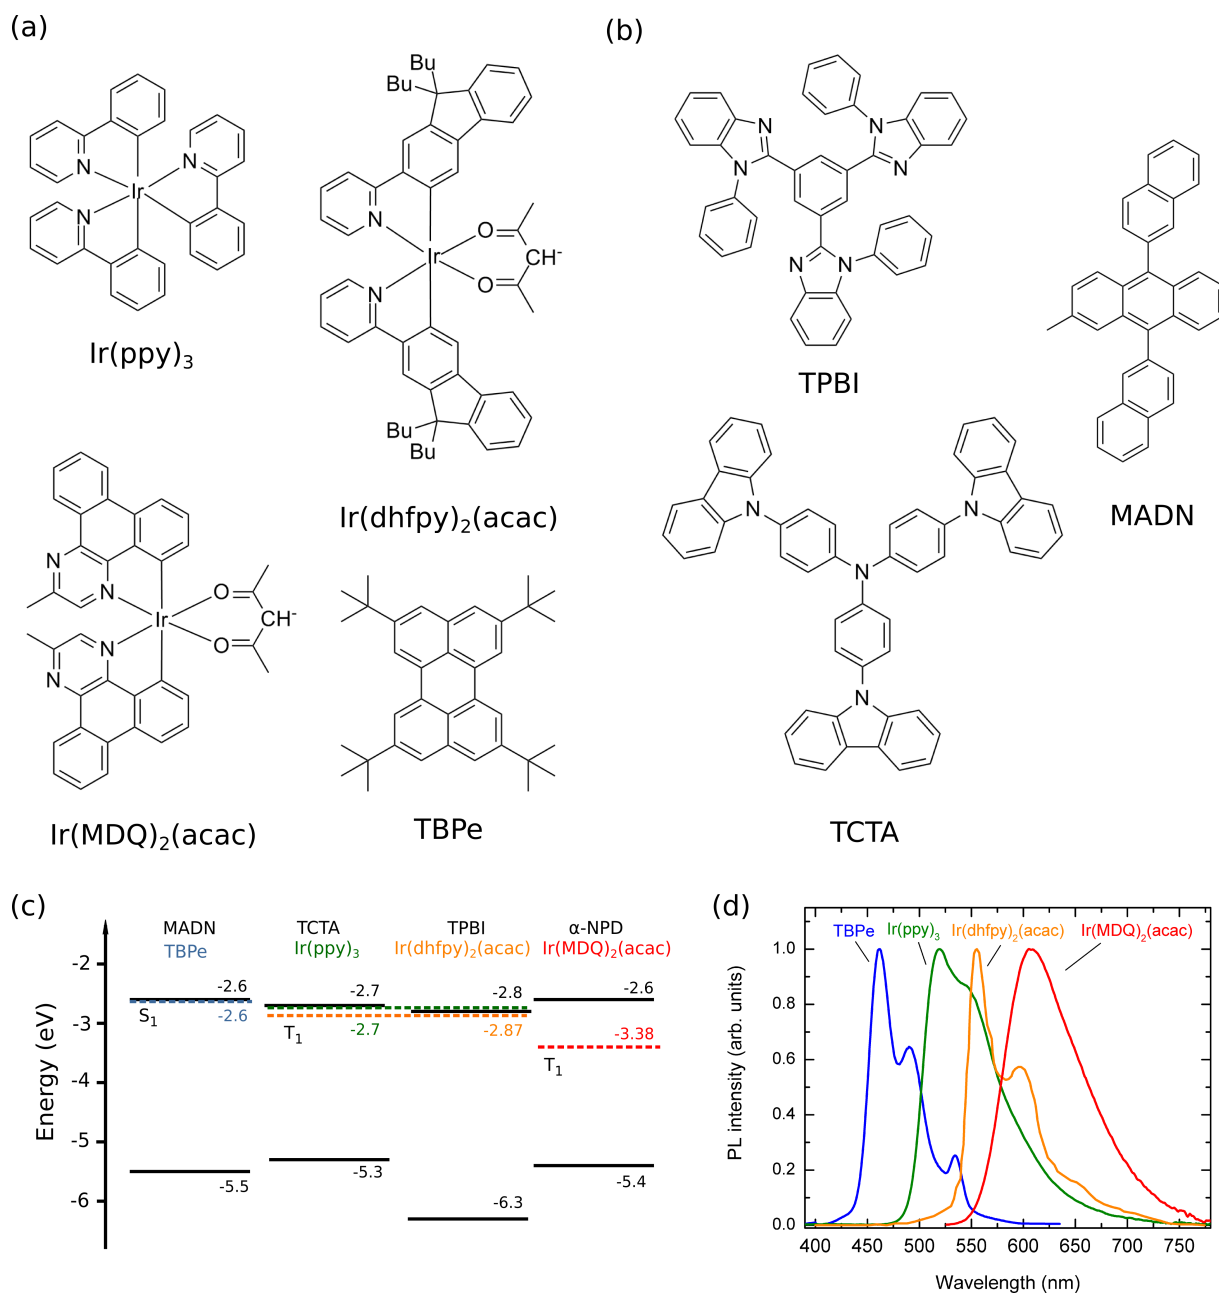 (a)
Bu
Bu
N
N
Ir
N
Ir(ppy)₃
N
O
Ir
CH⁻
N
O
Bu
Bu
Ir(dhfpy)₂(acac)
N
N
O
Ir
CH⁻
N
O
N
Ir(MDQ)₂(acac)
TBPe
(b)
N
N
N
N
N
N
TPBI
MADN
N
N
N
N
TCTA
(c)
Energy (eV)
-2
-3
-4
-5
-6
MADN
TBPe
-2.6
S₁
-2.6
-5.5
TCTA
Ir(ppy)₃
-2.7
T₁
-2.7
-5.3
TPBI
Ir(dhfpy)₂(acac)
-2.8
-2.87
-6.3
α-NPD
Ir(MDQ)₂(acac)
-2.6
-3.38
T₁
-5.4
(d)
TBPe
Ir(ppy)₃
Ir(dhfpy)₂(acac)
Ir(MDQ)₂(acac)
PL intensity (arb. units)
1.0
0.8
0.6
0.4
0.2
0.0
400 450 500 550 600 650 700 750
Wavelength (nm)